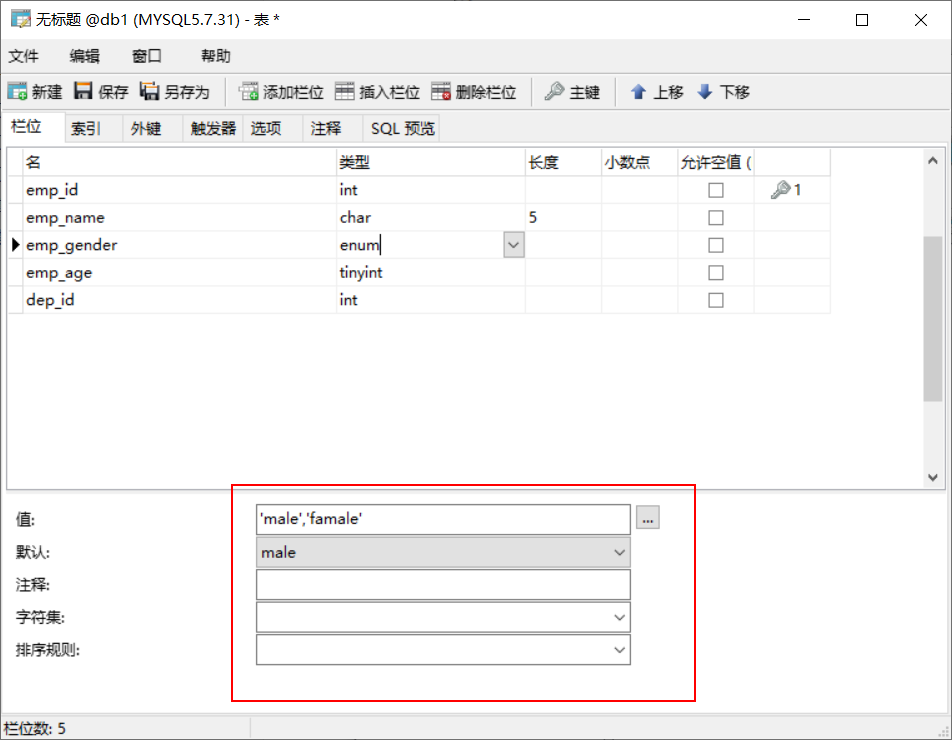 无标题 @db1 (MYSQL5.7.31) - 表 *
文件 编辑 窗口 帮助
新建 保存 另存为 添加栏位 插入栏位 删除栏位 主键 上移 下移
栏位 索引 外键 触发器 选项 注释 SQL 预览
名 类型 长度 小数点 允许空值 (
emp_id int 1
emp_name char 5
emp_gender enum
emp_age tinyint
dep_id int
值: 'male','famale' ...
默认: male
注释:
字符集:
排序规则:
栏位数: 5